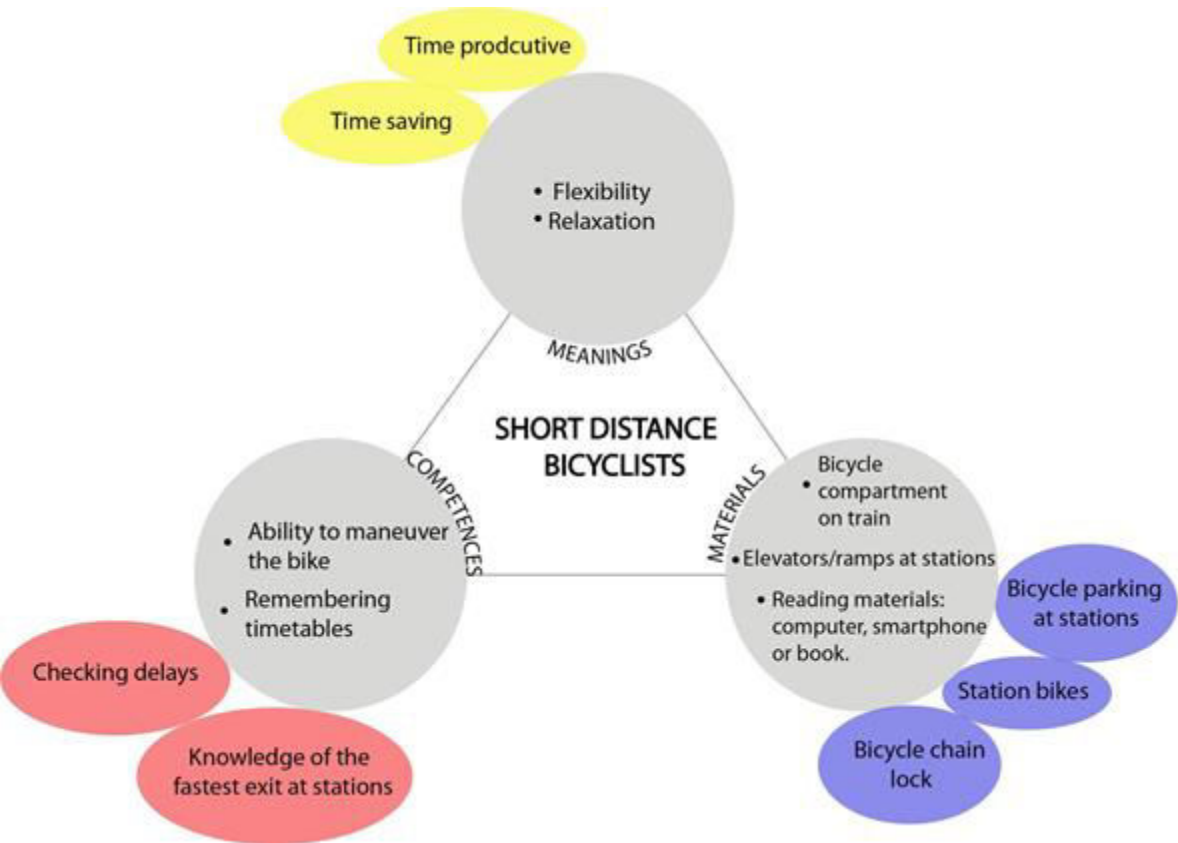 Time prodcutive
Time saving
• Flexibility
• Relaxation
MEANINGS
SHORT DISTANCE
BICYCLISTS
COMPETENCES
MATERIALS
• Ability to maneuver
the bike
• Remembering
timetables
Checking delays
Knowledge of the
fastest exit at stations
Bicycle
• compartment
on train
• Elevators/ramps at stations
• Reading materials:
computer, smartphone
or book.
Bicycle parking
at stations
Station bikes
Bicycle chain
lock